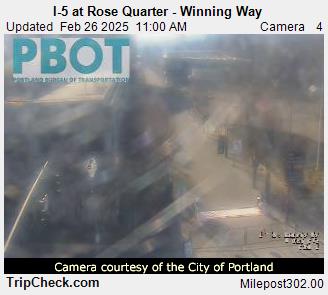 I-5 at Rose Quarter - Winning Way
Updated Feb 26 2025 11:00 AM Camera 4
PBOT
PORTLAND BUREAU OF TRANSPORTATION
Camera courtesy of the City of Portland
TripCheck.com Milepost302.00